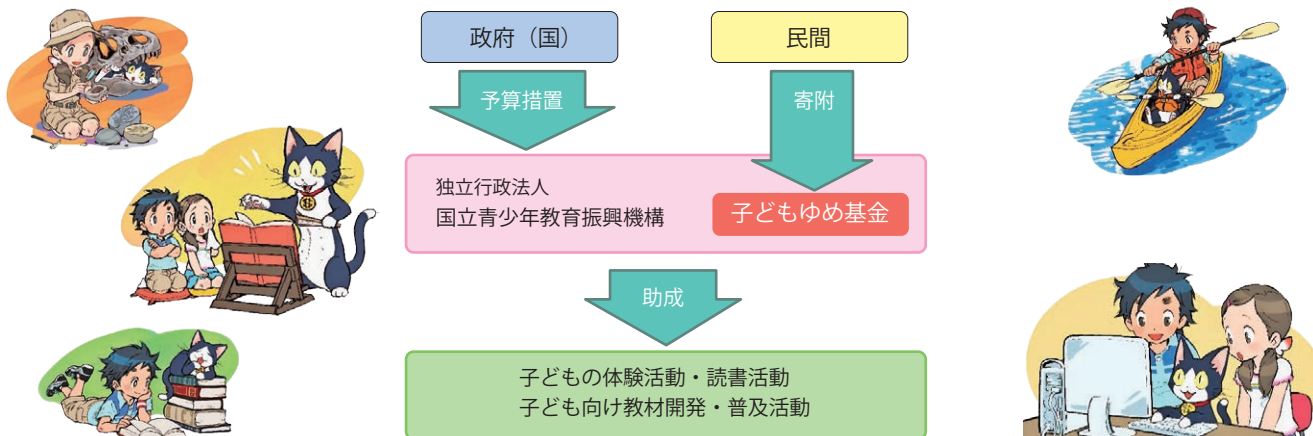 政府（国）
民間
予算措置
寄附
独立行政法人
国立青少年教育振興機構
子どもゆめ基金
助成
子どもの体験活動・読書活動
子ども向け教材開発・普及活動